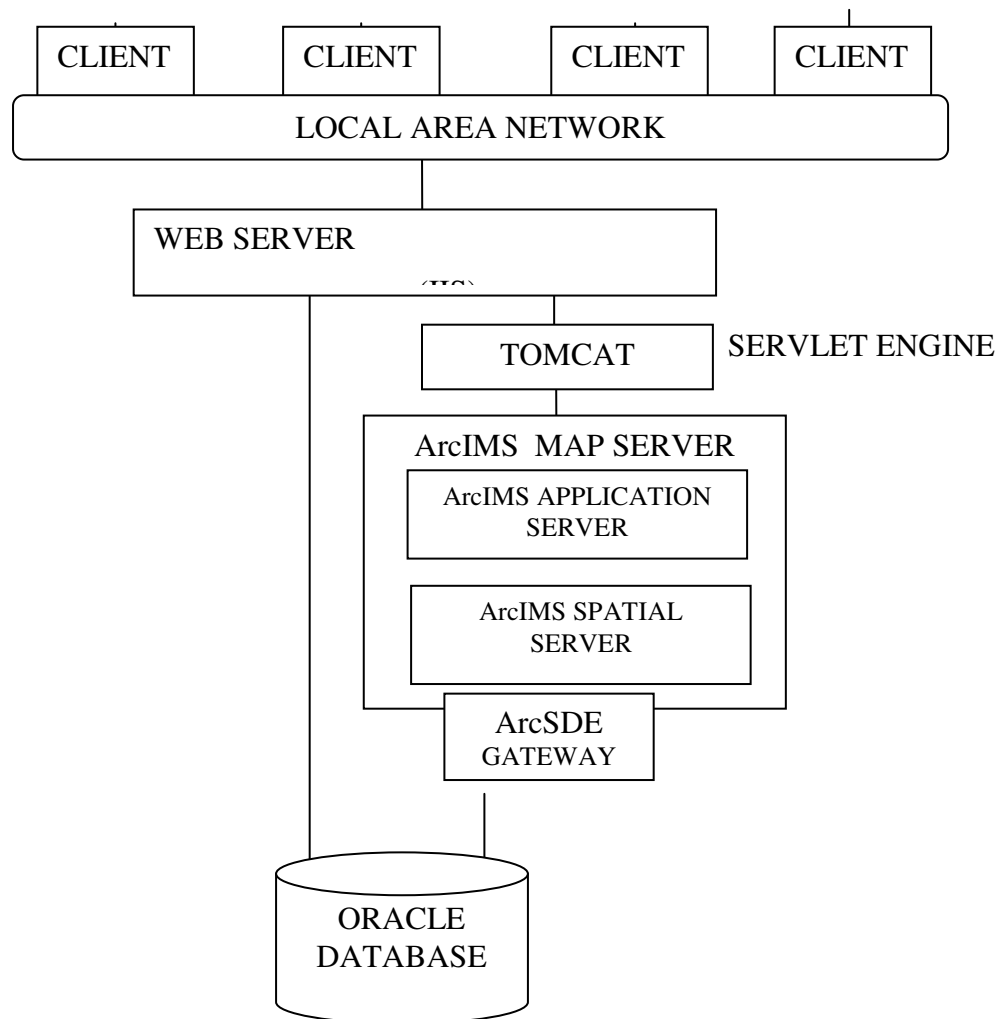 CLIENT CLIENT CLIENT CLIENT
LOCAL AREA NETWORK
WEB SERVER
TOMCAT
SERVLET ENGINE
ArcIMS MAP SERVER
ArcIMS APPLICATION
SERVER
ArcIMS SPATIAL
SERVER
ArcSDE
GATEWAY
ORACLE
DATABASE